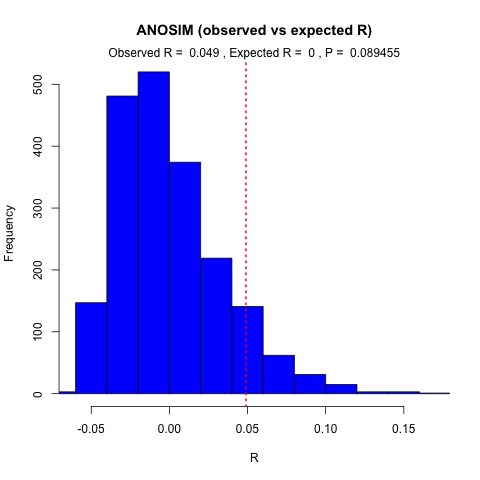 ANOSIM (observed vs expected R)
Observed R =  0.049 , Expected R =  0 , P =  0.089455
Frequency
500
400
300
200
100
0
-0.05 0.00 0.05 0.10 0.15
R